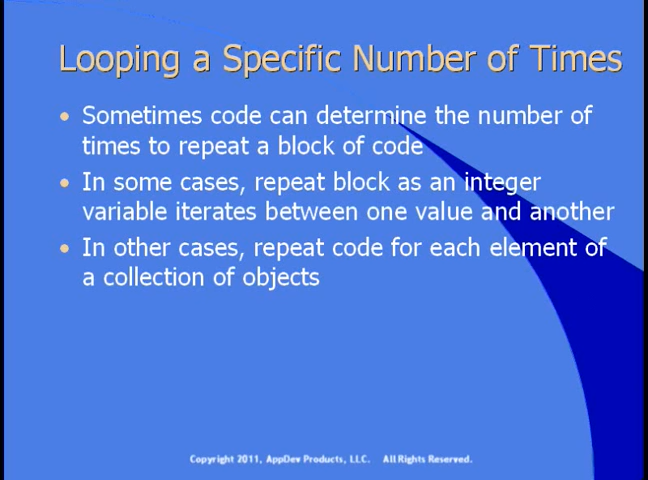 Looping a Specific Number of Times
• Sometimes code can determine the number of
times to repeat a block of code
• In some cases, repeat block as an integer
variable iterates between one value and another
• In other cases, repeat code for each element of
a collection of objects
Copyright 2011, AppDev Products, LLC. All Rights Reserved.